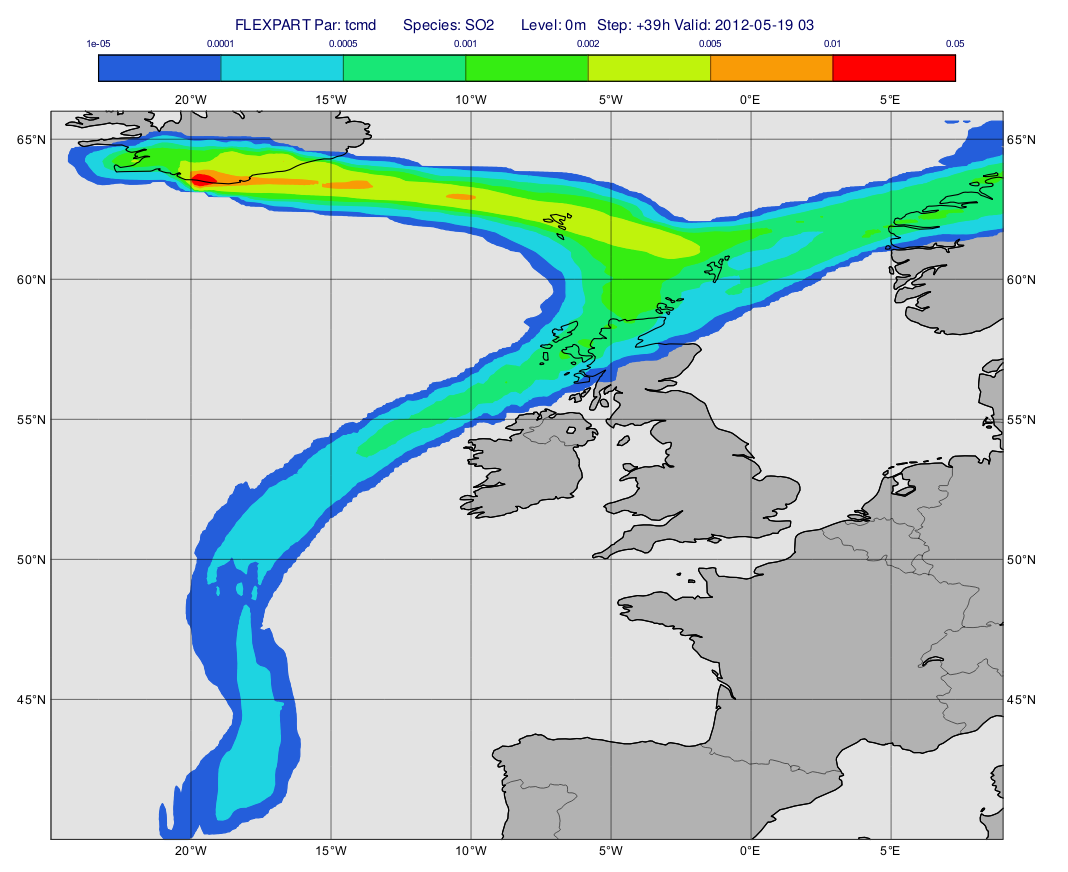 FLEXPART Par: tcmd Species: SO2 Level: 0m Step: +39h Valid: 2012-05-19 03
1e-05 0.0001 0.0005 0.001 0.002 0.005 0.01 0.05
20°W 15°W 10°W 5°W 0°E 5°E
65°N 65°N
60°N 60°N
55°N 55°N
50°N 50°N
45°N 45°N
20°W 15°W 10°W 5°W 0°E 5°E